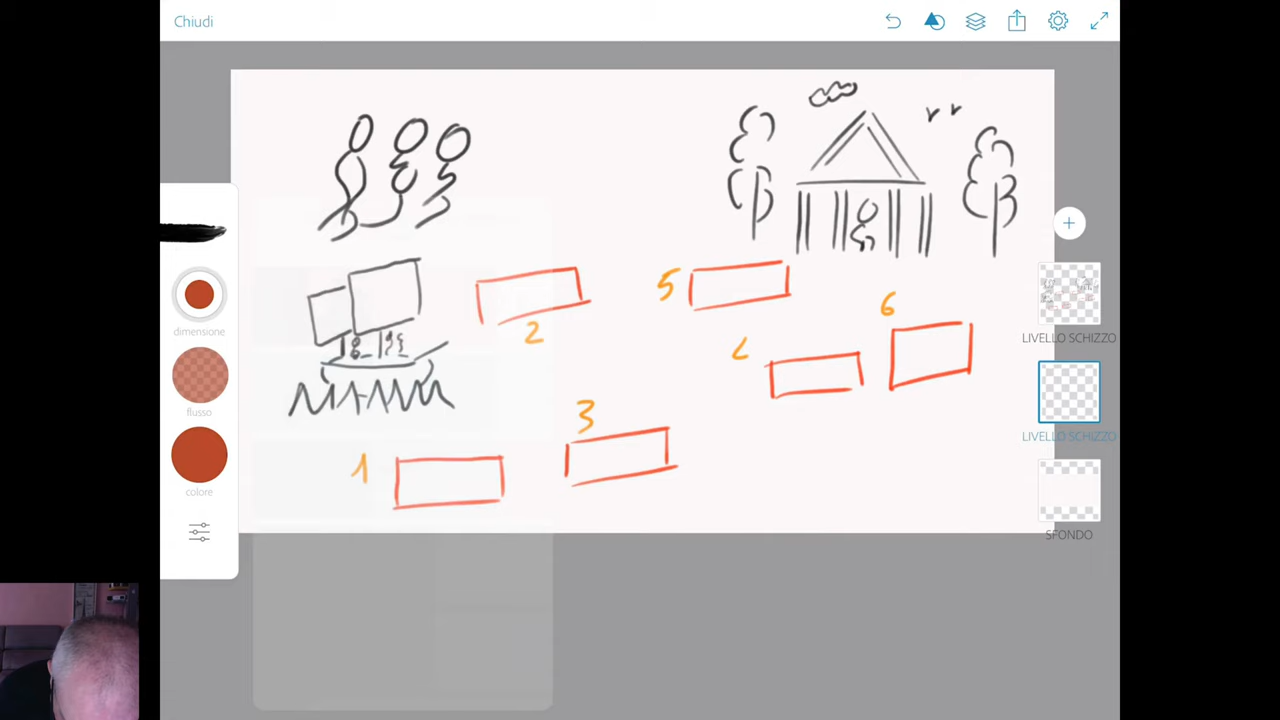 Chiudi
dimensione
flusso
colore
5
6
2
4
3
1
LIVELLO SCHIZZO
LIVELLO SCHIZZO
SFONDO